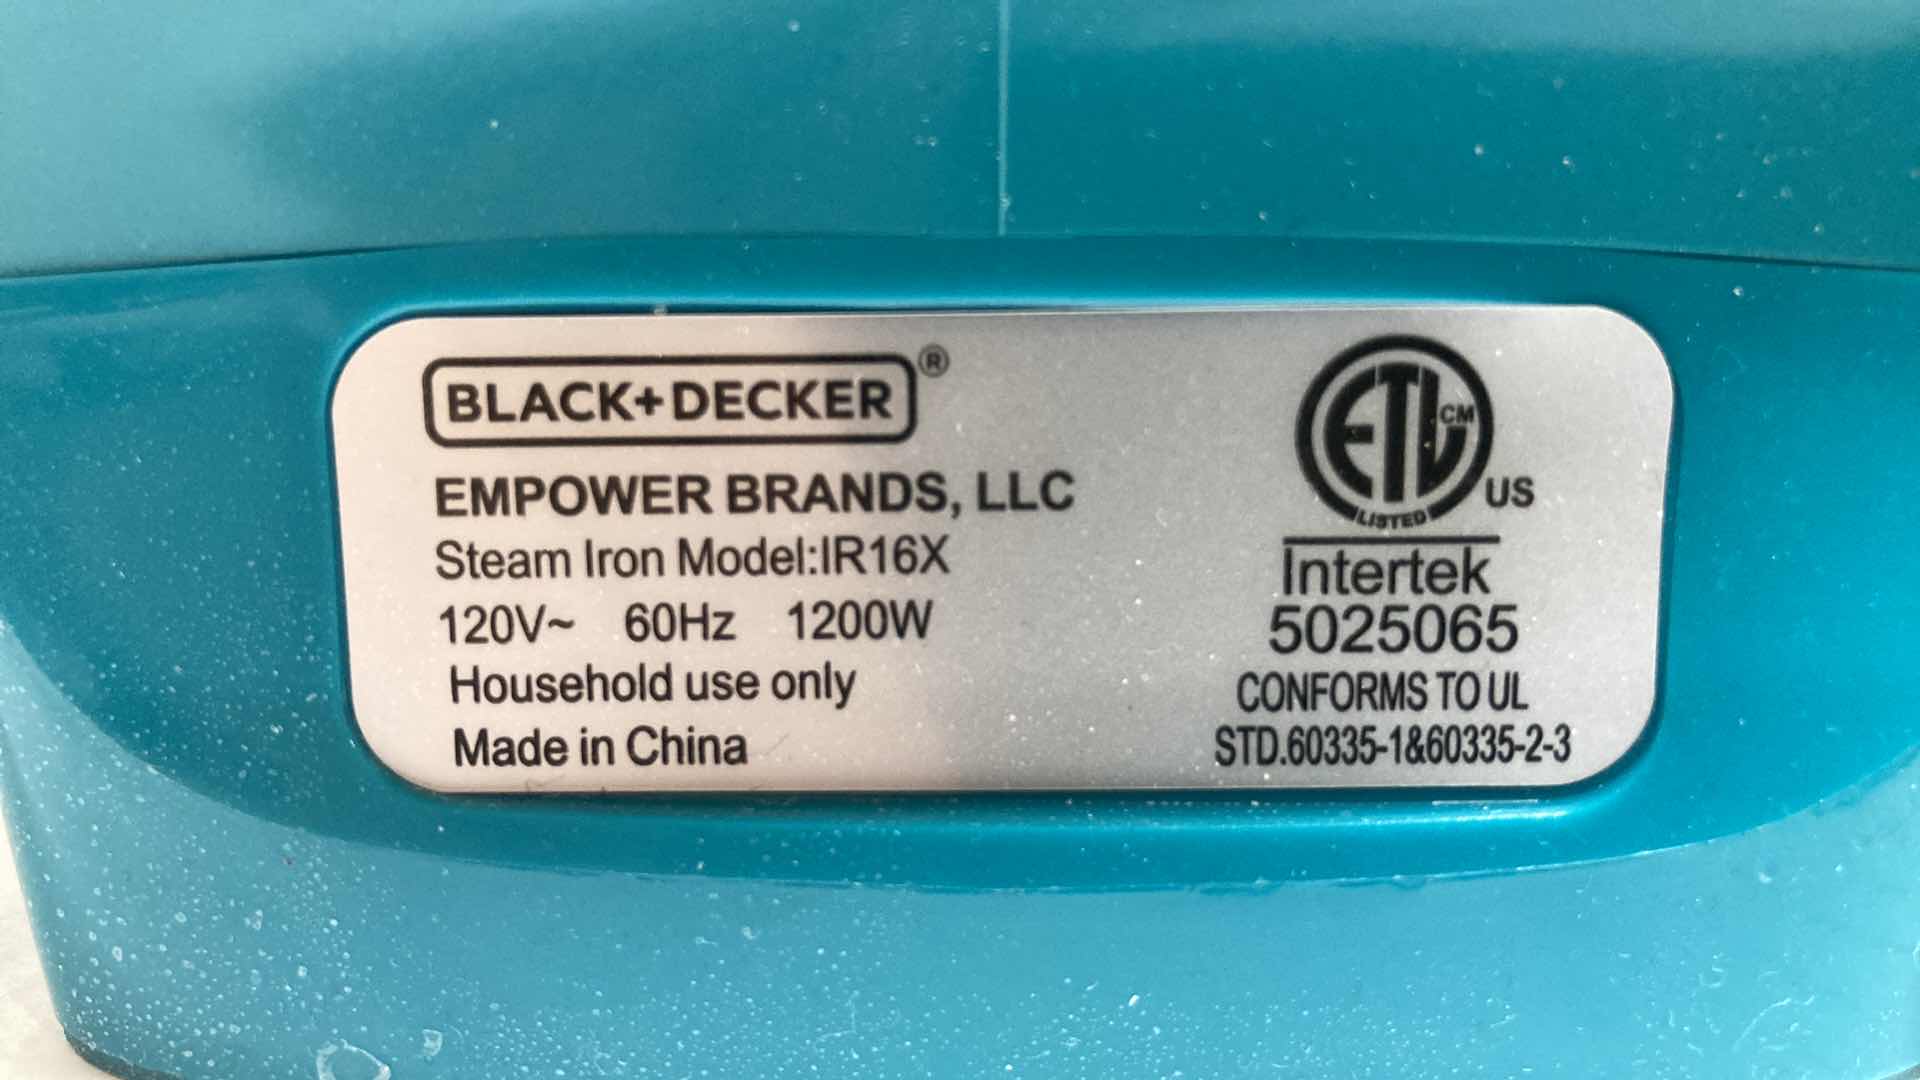 BLACK+DECKER®
EMPOWER BRANDS, LLC
Steam Iron Model:IR16X
120V~ 60Hz 1200W
Household use only
Made in China
ETL CM
LISTED
US
Intertek
5025065
CONFORMS TO UL
STD.60335-1&60335-2-3